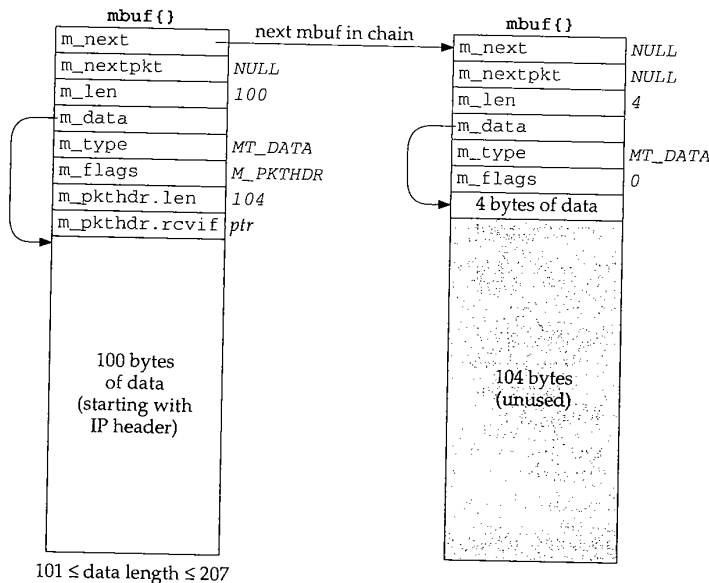 mbuf{}
m_next
m_nextpkt NULL
m_len 100
m_data
m_type MT_DATA
m_flags M_PKTHDR
m_pkthdr.len 104
m_pkthdr.rcvif ptr
100 bytes
of data
(starting with
IP header)
101 ≤ data length ≤ 207
next mbuf in chain
mbuf{}
m_next NULL
m_nextpkt NULL
m_len 4
m_data
m_type MT_DATA
m_flags 0
4 bytes of data
104 bytes
(unused)